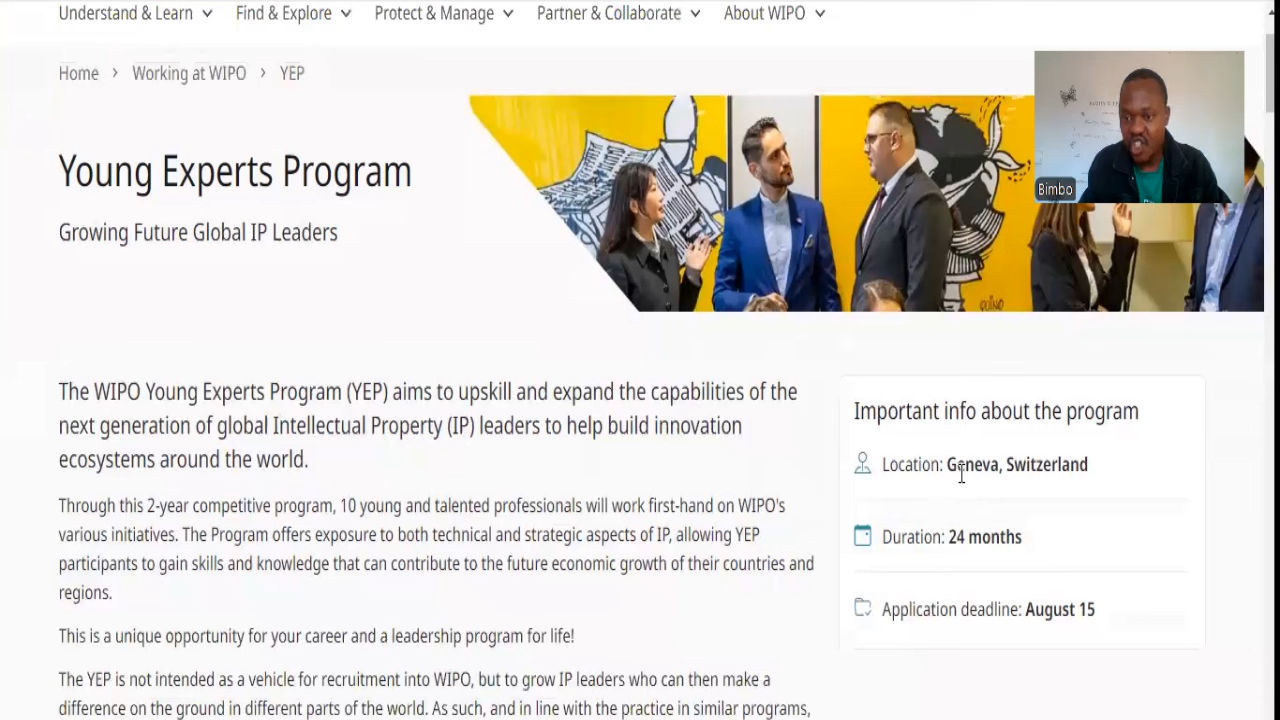 Understand & Learn
Find & Explore
Protect & Manage
Partner & Collaborate
About WIPO
Home > Working at WIPO > YEP
Young Experts Program
Growing Future Global IP Leaders
Bimbo
The WIPO Young Experts Program (YEP) aims to upskill and expand the capabilities of the
next generation of global Intellectual Property (IP) leaders to help build innovation
ecosystems around the world.
Through this 2-year competitive program, 10 young and talented professionals will work first-hand on WIPO's
various initiatives. The Program offers exposure to both technical and strategic aspects of IP, allowing YEP
participants to gain skills and knowledge that can contribute to the future economic growth of their countries and
regions.
This is a unique opportunity for your career and a leadership program for life!
The YEP is not intended as a vehicle for recruitment into WIPO, but to grow IP leaders who can then make a
difference on the ground in different parts of the world. As such, and in line with the practice in similar programs,
Important info about the program
Location: Geneva, Switzerland
Duration: 24 months
Application deadline: August 15